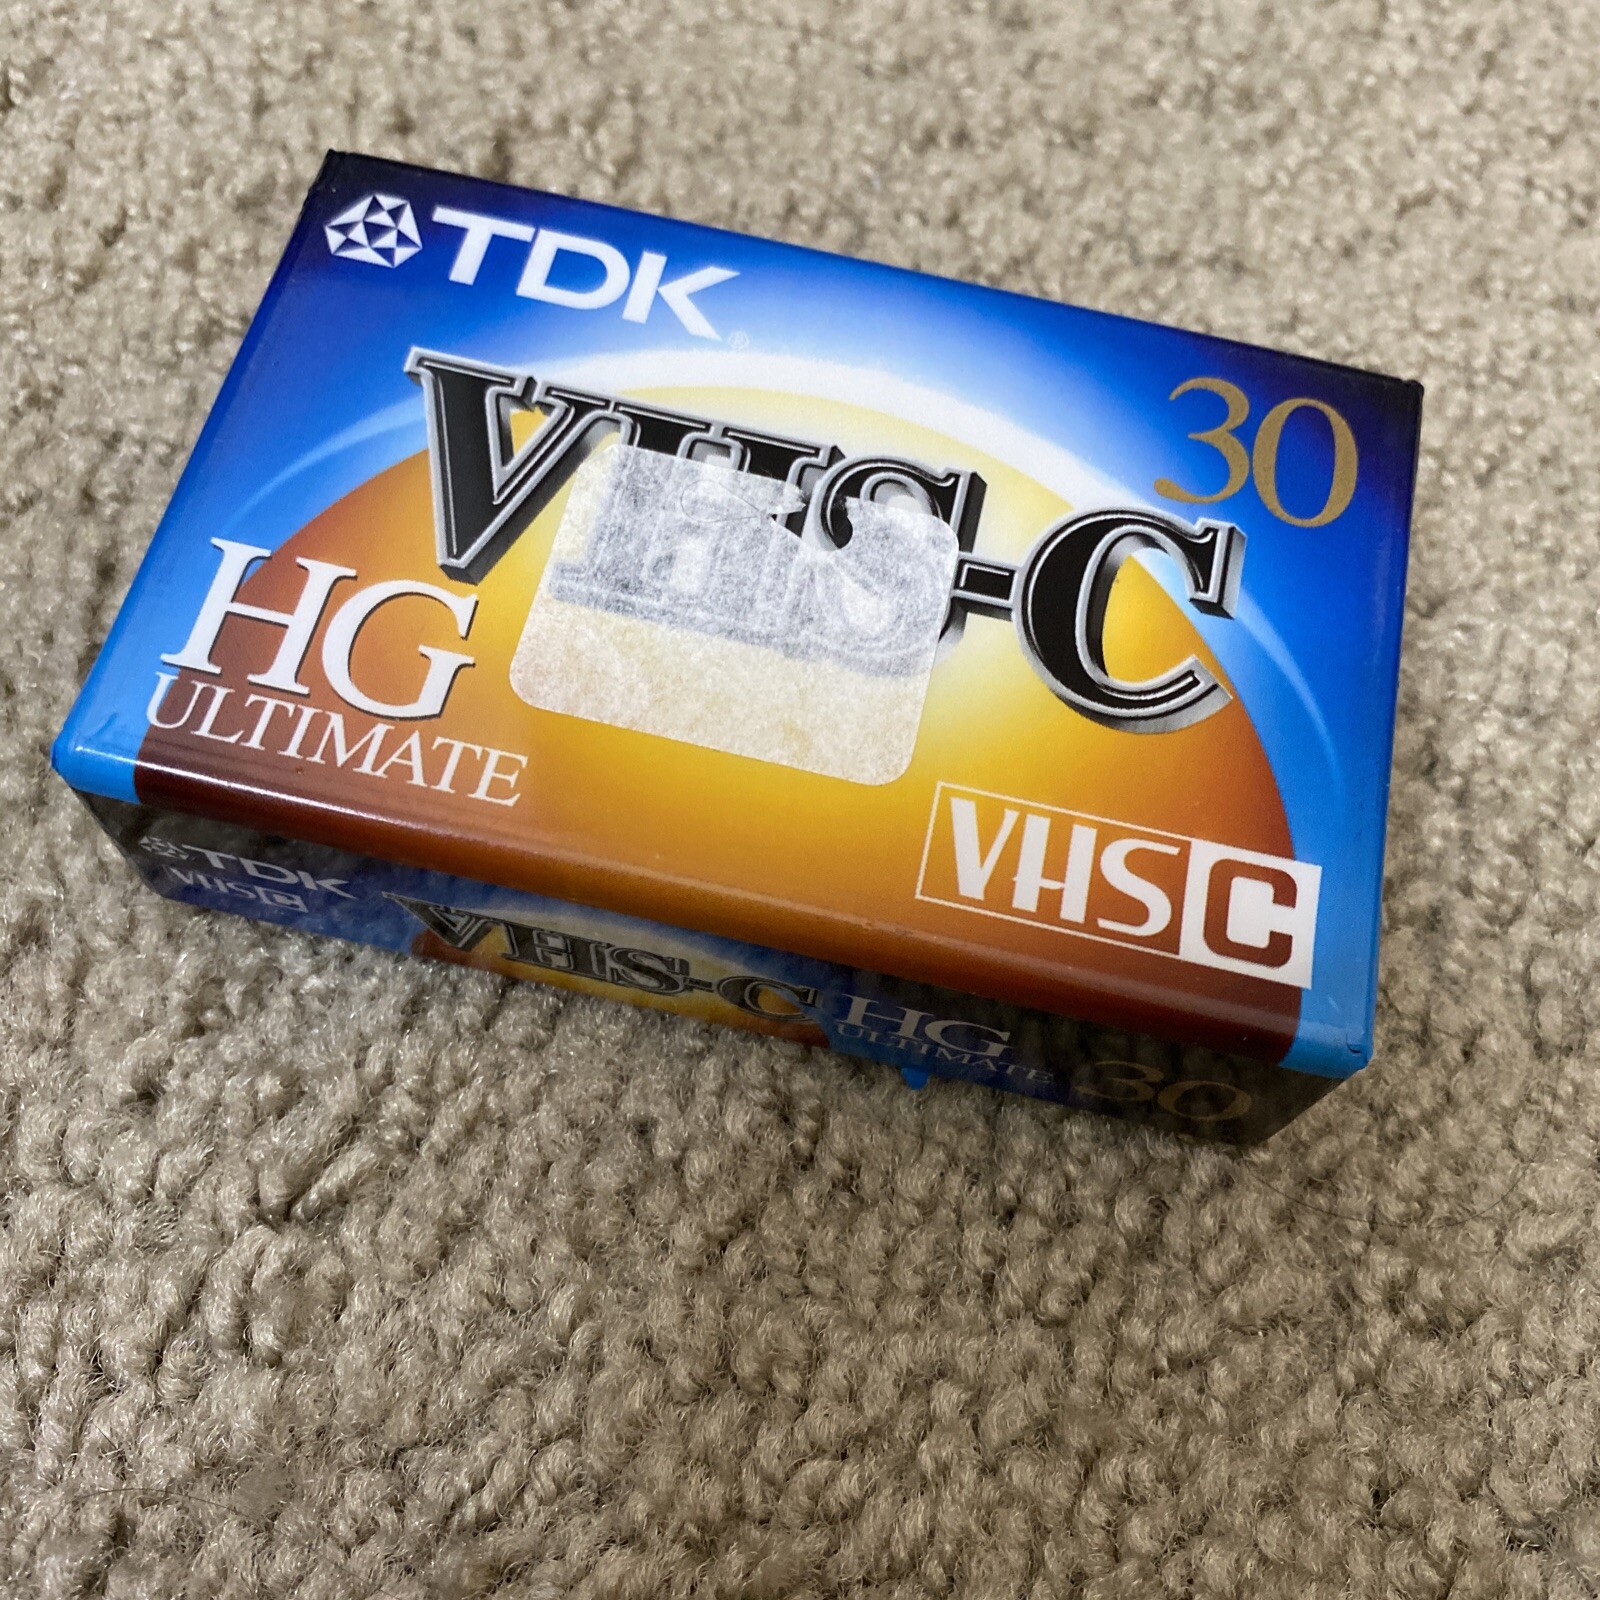 TDK®
30
VHS-C
HG
ULTIMATE
VHS C
TDK
VHS C
VHS-C
HG
ULTIMATE
30